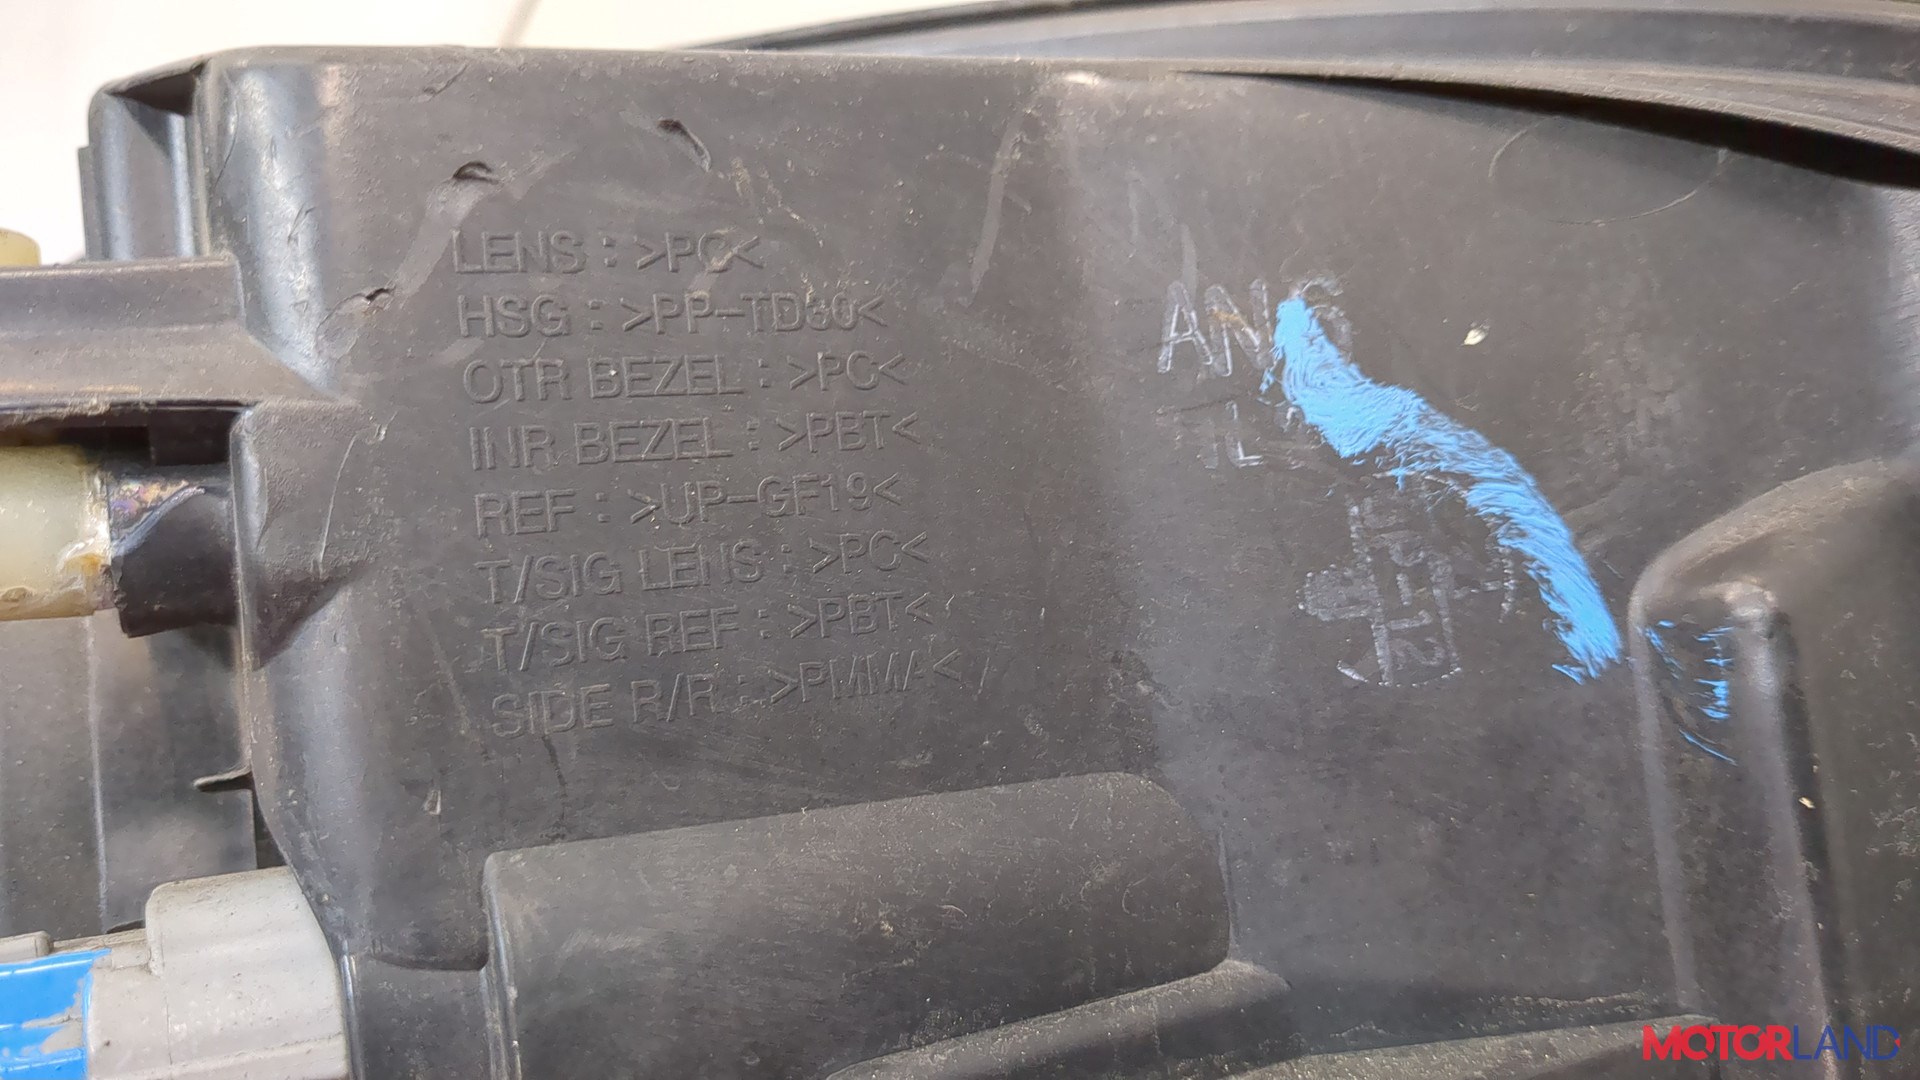 LENS : >PC<
HSG : >PP-TD30<
OTR BEZEL : >PC<
INR BEZEL : >PBT<
REF : >UP-GF19<
T/SIG LENS : >PC<
T/SIG REF : >PBT<
SIDE R/R : >PMMA<
MOTORLAND